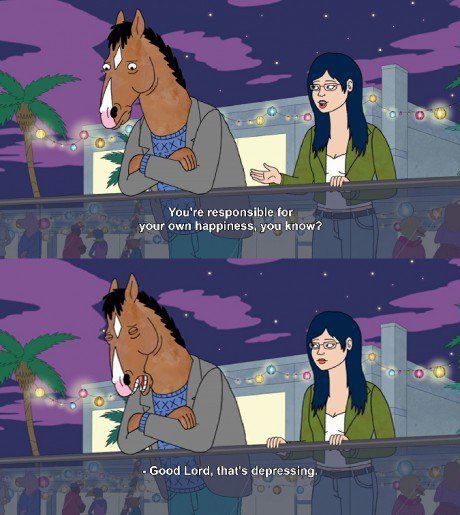 You're responsible for
your own happiness, you know?
- Good Lord, that's depressing.